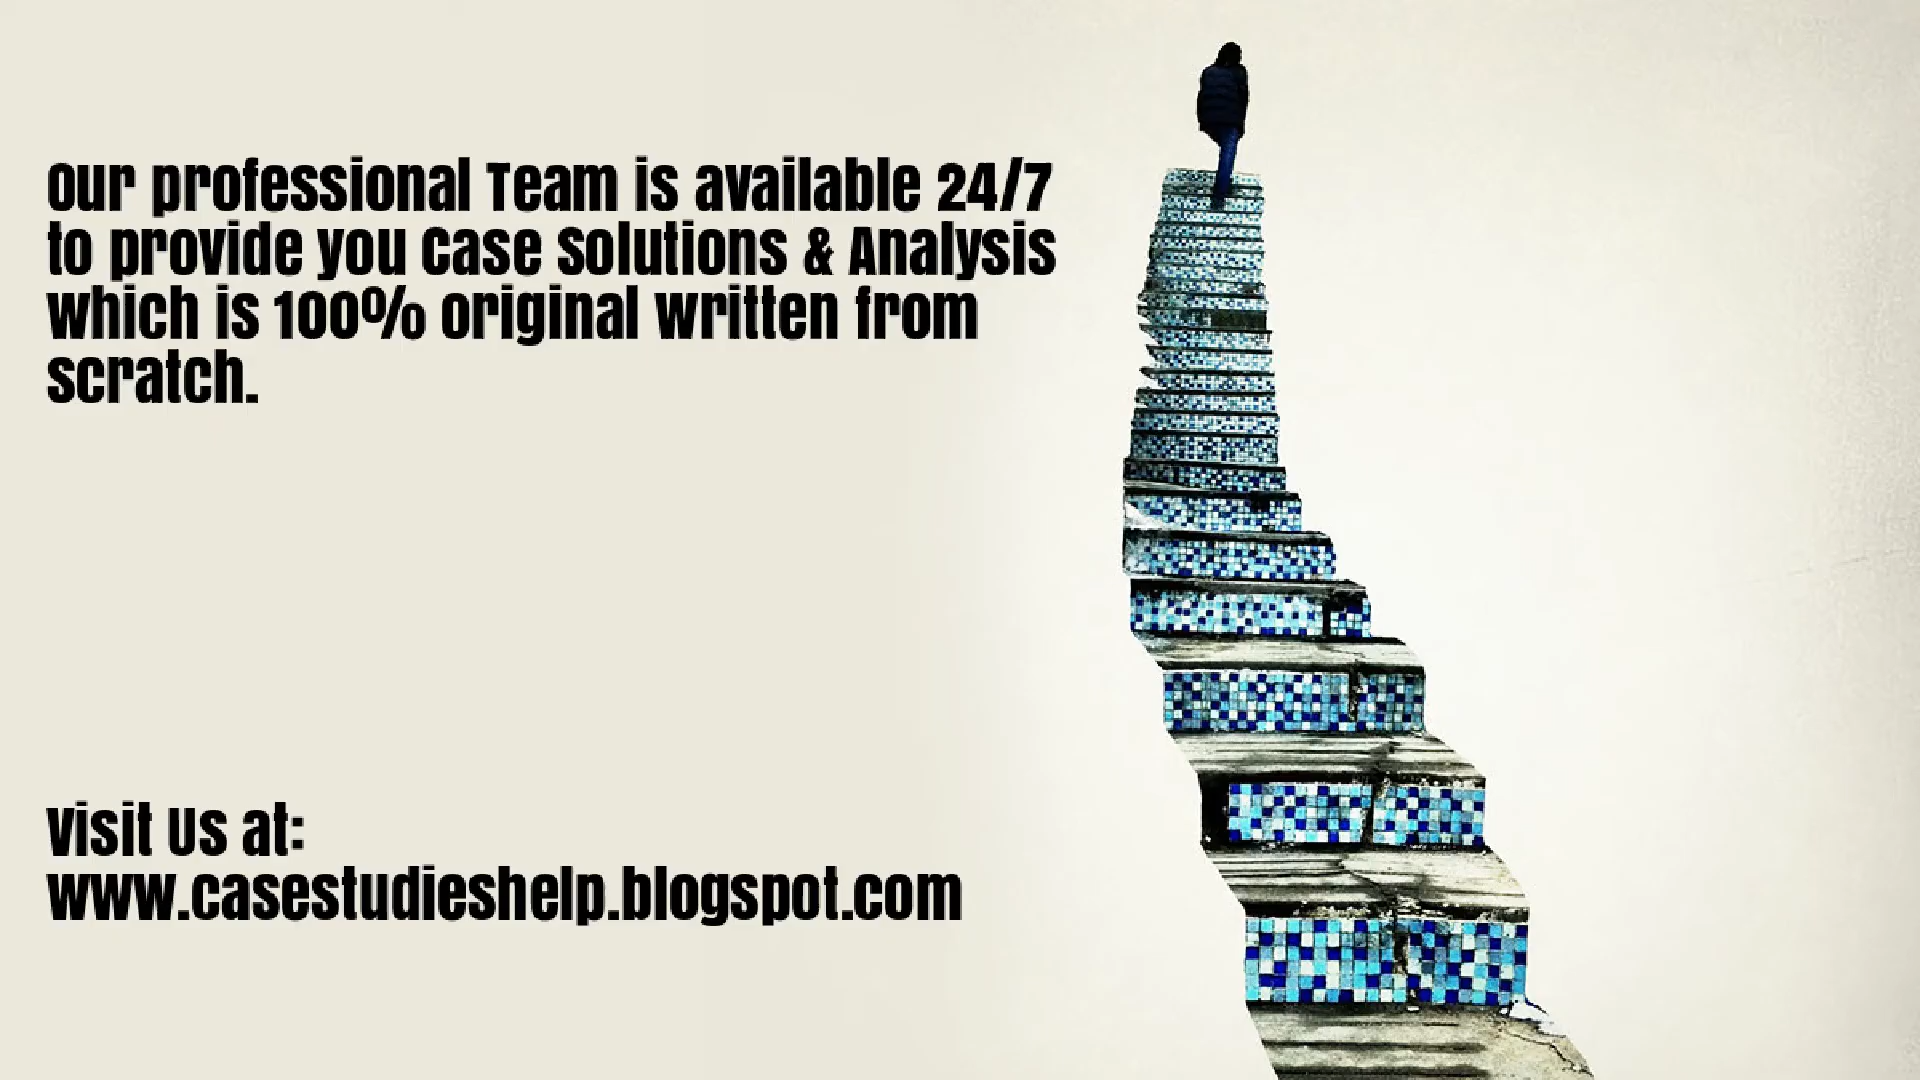 Our professional Team is available 24/7
to provide you Case Solutions & Analysis
which is 100% original written from
scratch.
Visit Us at:
www.casestudieshelp.blogspot.com